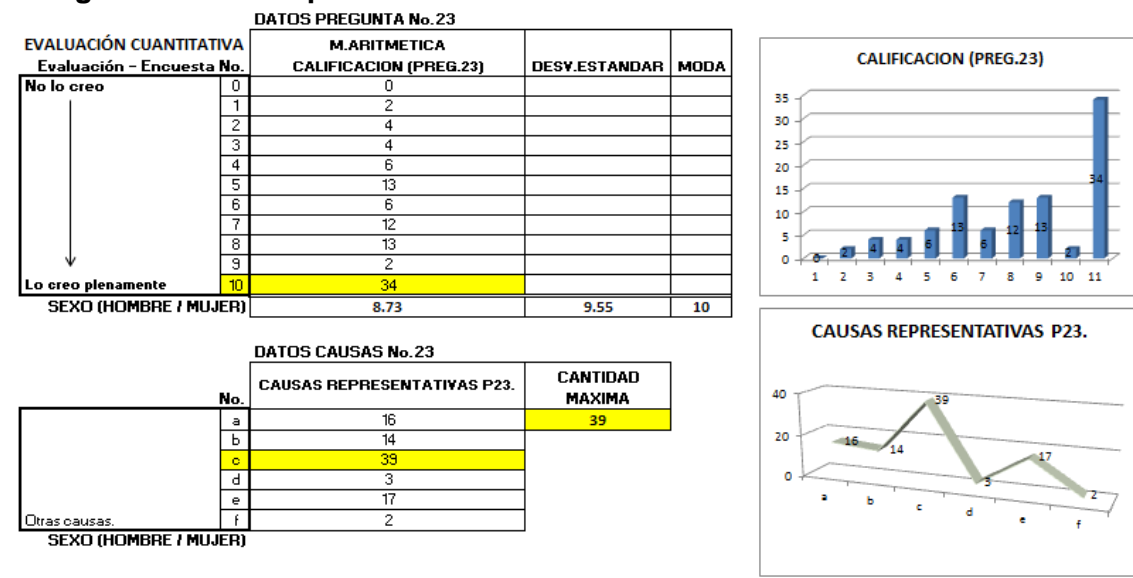 DATOS PREGUNTA No.23
EVALUACIÓN CUANTITATIVA M.ARITMETICA
Evaluación - Encuesta No. CALIFICACION (PREG.23) DESV.ESTANDAR MODA
No lo creo 0 0
1 2
2 4
3 4
4 6
5 13
6 6
7 12
8 13
9 2
Lo creo plenamente 10 34
SEXO (HOMBRE / MUJER) 8.73 9.55 10
DATOS CAUSAS No.23
No. CAUSAS REPRESENTATIVAS P23. CANTIDAD MAXIMA
a 16 39
b 14
c 39
d 3
e 17
Otras causas. f 2
SEXO (HOMBRE / MUJER)
CALIFICACION (PREG.23)
35
30
25
20
15
10
5
0
0 2 4 4 6 13 6 12 13 2 34
1 2 3 4 5 6 7 8 9 10 11
CAUSAS REPRESENTATIVAS P23.
40
20
0
16 14 39 3 17 2
a b c d e f